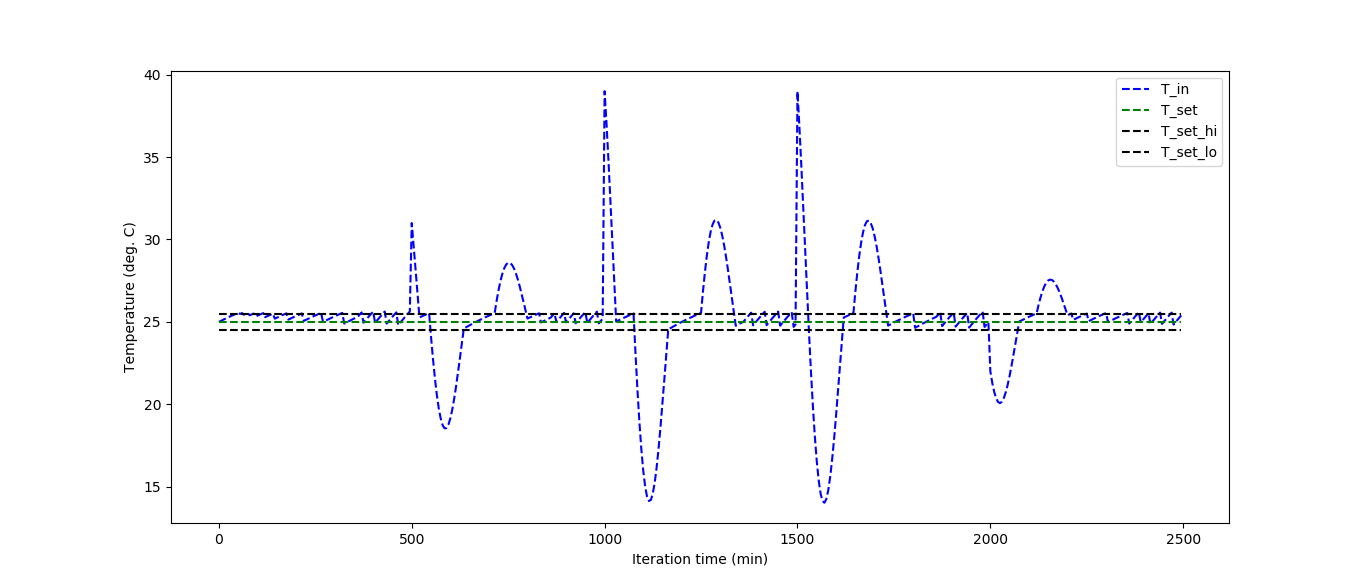 40
35
30
25
20
15
Temperature (deg. C)
0
500
1000
1500
2000
2500
Iteration time (min)
T_in
T_set
T_set_hi
T_set_lo